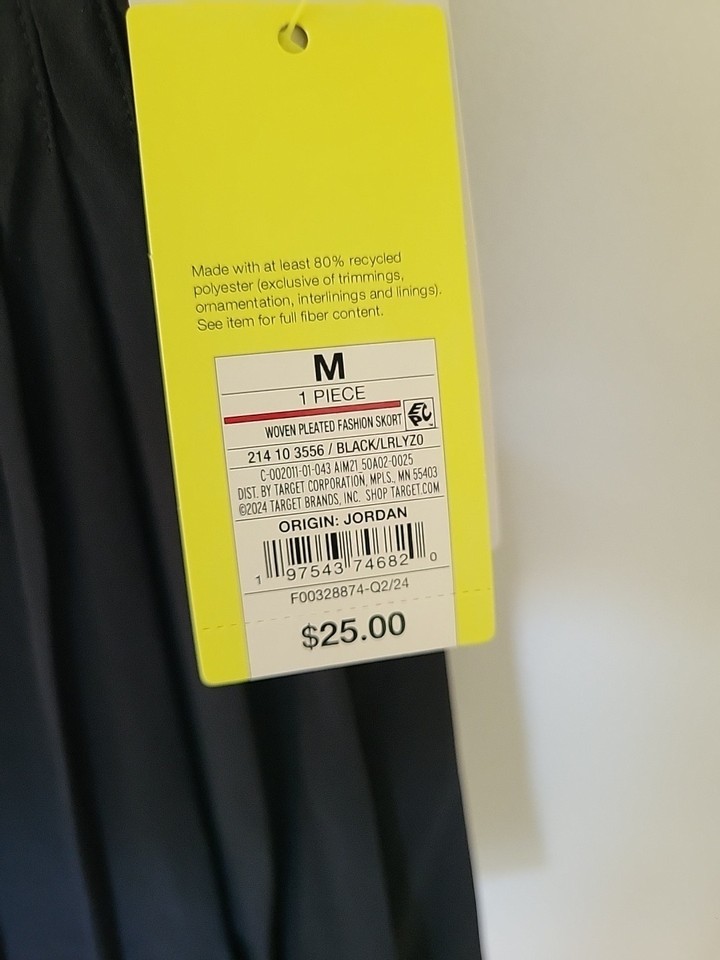 Made with at least 80% recycled
polyester (exclusive of trimmings,
ornamentation, interlinings and linings).
See item for full fiber content.
M
1 PIECE
EPC
WOVEN PLEATED FASHION SKORT
214 10 3556 / BLACK/LRLYZ0
C-002011-01-043 AIM21 50A02-0025
DIST. BY TARGET CORPORATION, MPLS., MN 55403
©2024 TARGET BRANDS, INC. SHOP TARGET.COM
ORIGIN: JORDAN
1 97543 74682 0
F00328874-Q2/24
$25.00